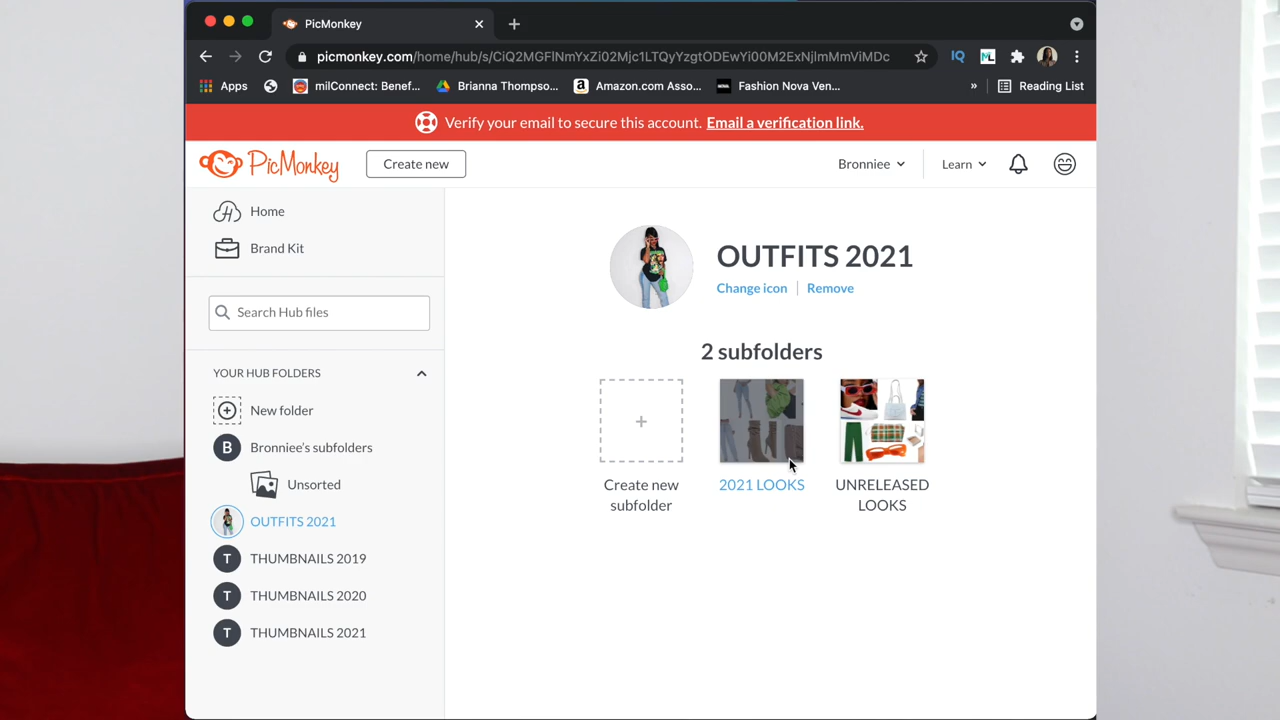 PicMonkey
picmonkey.com/home/hub/s/CiQ2MGFlNmYxZi02Mjc1LTQyYzgtODEwYi00M2ExNjlmMmViMDc
Apps
milConnect: Benef...
Brianna Thompso...
Amazon.com Asso...
Fashion Nova Ven...
»
Reading List
Verify your email to secure this account. Email a verification link.
PicMonkey
Create new
Bronniee
Learn
Home
Brand Kit
Search Hub files
YOUR HUB FOLDERS
New folder
B Bronniee's subfolders
Unsorted
OUTFITS 2021
T THUMBNAILS 2019
T THUMBNAILS 2020
T THUMBNAILS 2021
OUTFITS 2021
Change icon | Remove
2 subfolders
Create new
subfolder
2021 LOOKS
UNRELEASED
LOOKS